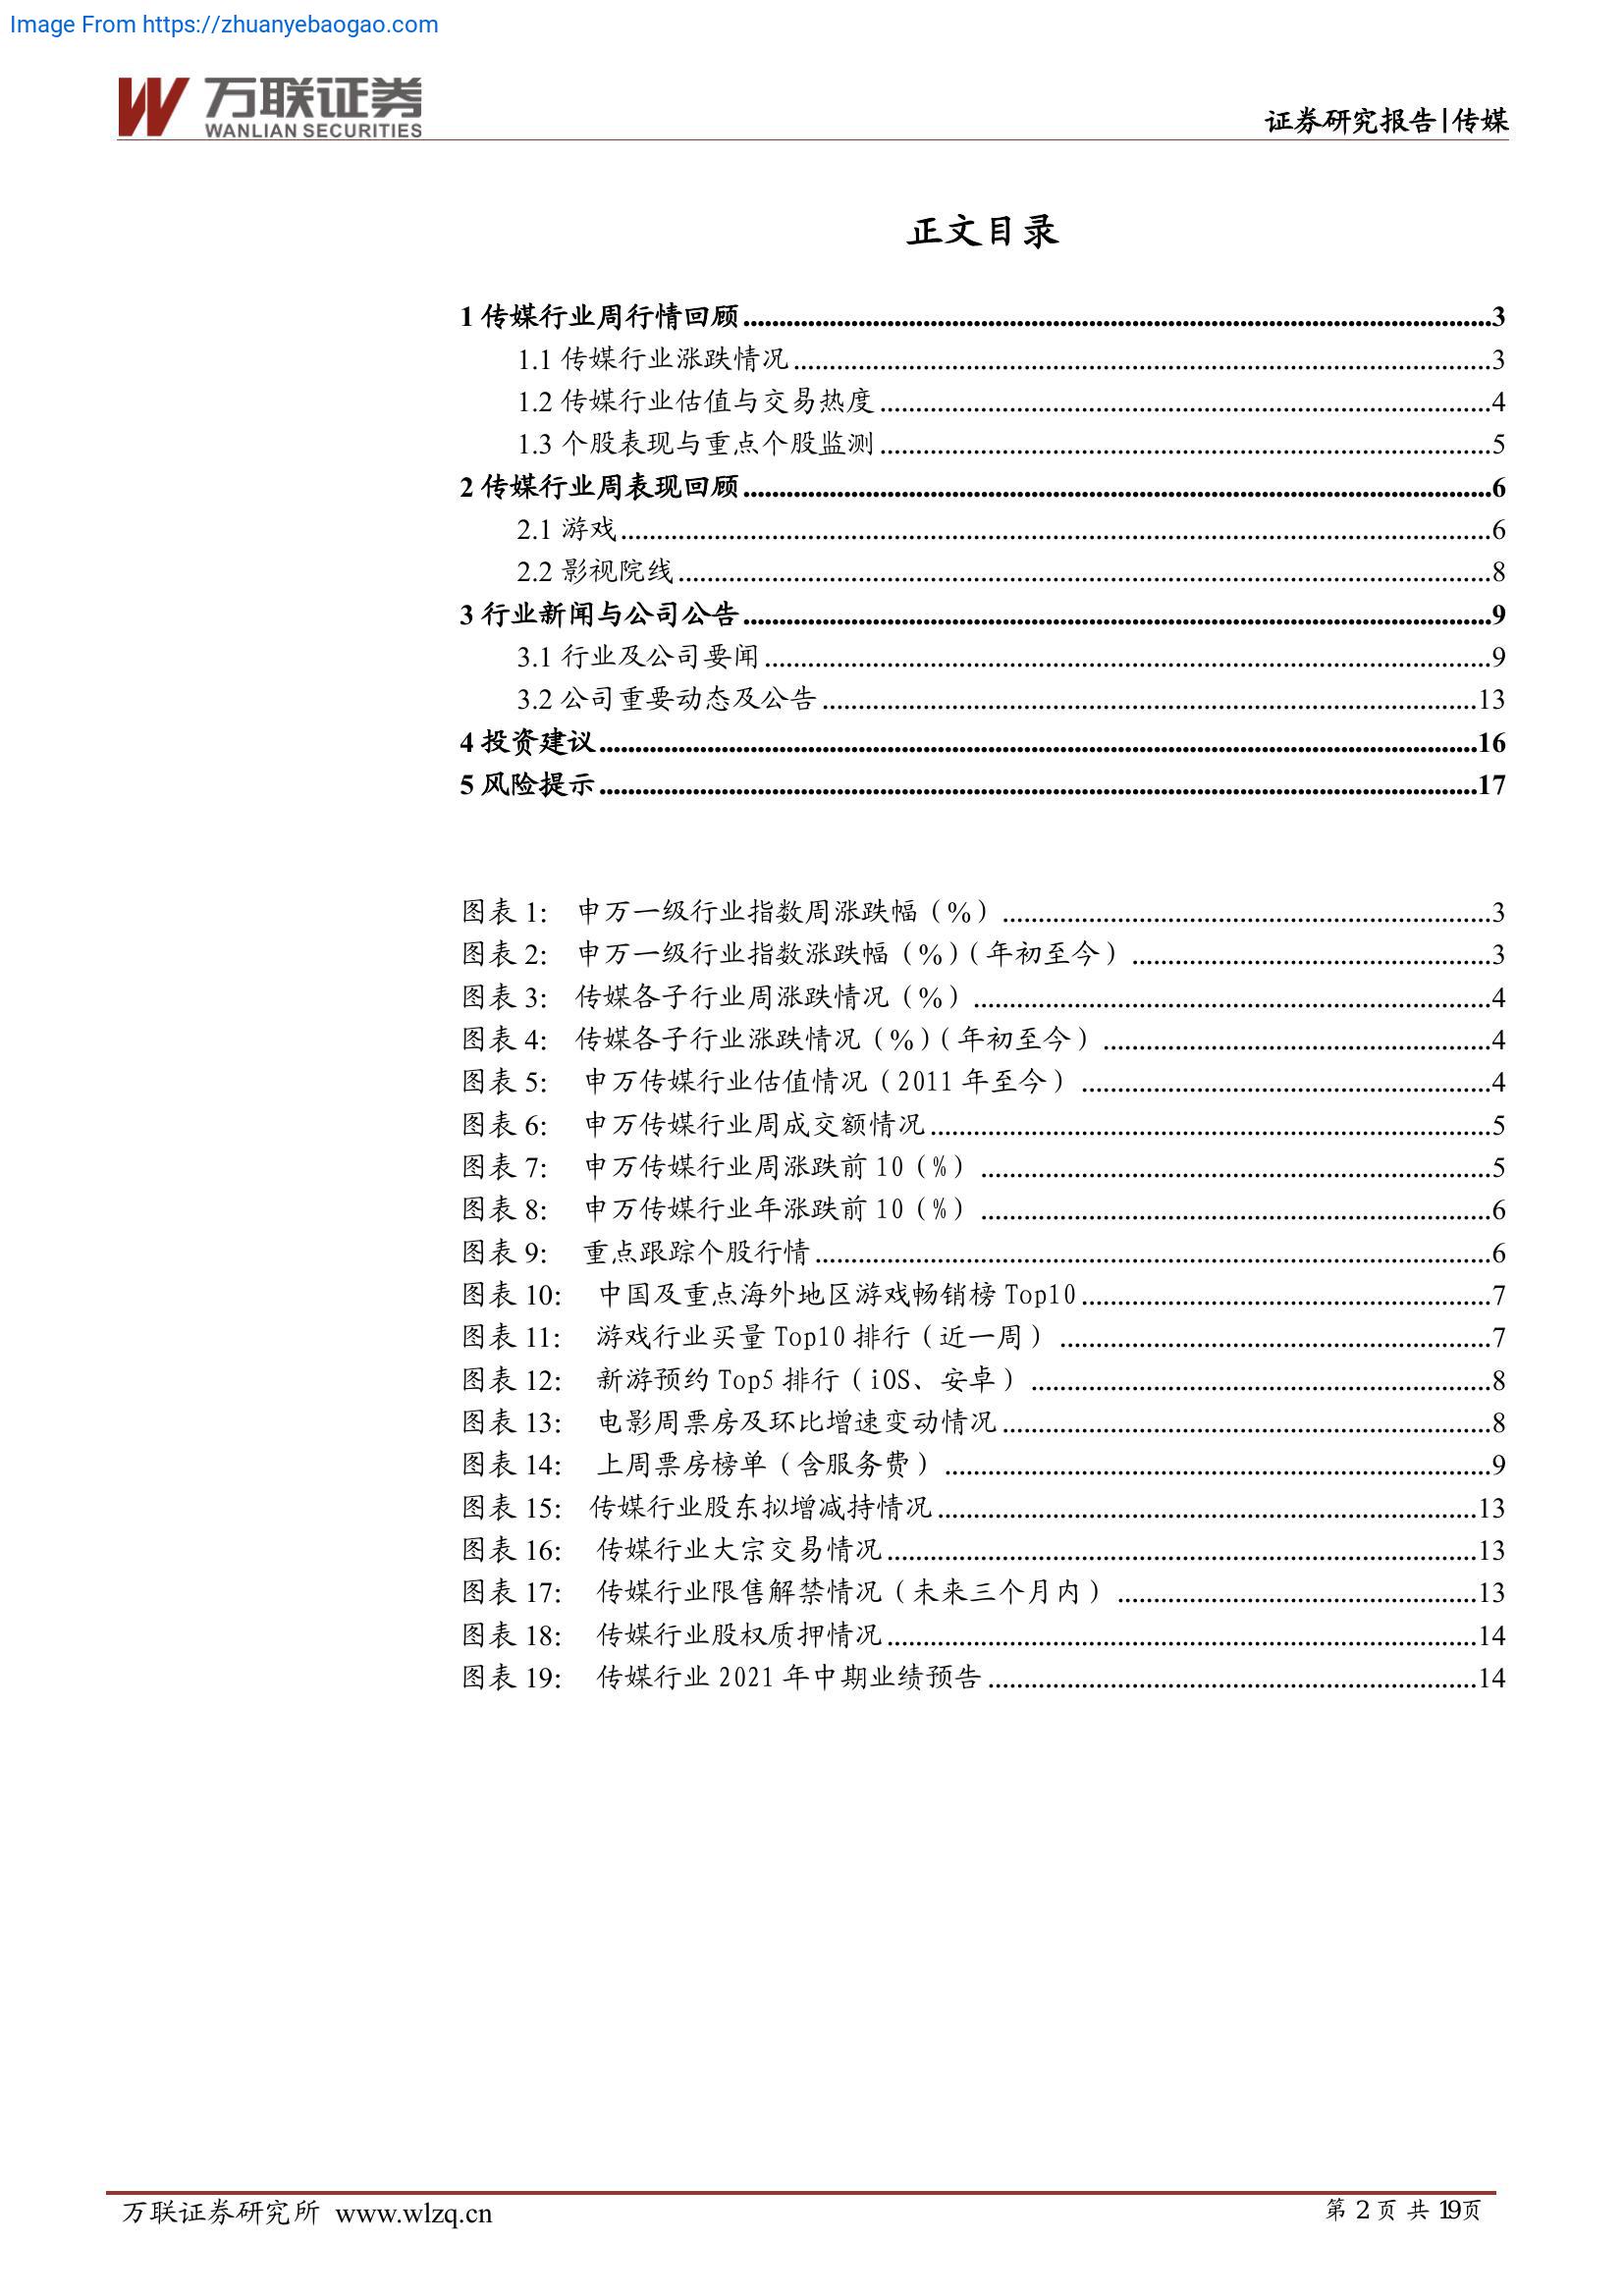 Image From https://zhuanyebaogao.com
万联证券
WANLIAN SECURITIES
证券研究报告|传媒
正文目录
1 传媒行业周行情回顾.....3
1.1 传媒行业涨跌情况.....3
1.2 传媒行业估值与交易热度.....4
1.3 个股表现与重点个股监测.....5
2 传媒行业周表现回顾.....6
2.1 游戏.....6
2.2 影视院线.....8
3 行业新闻与公司公告.....9
3.1 行业及公司要闻.....9
3.2 公司重要动态及公告.....13
4 投资建议.....16
5 风险提示.....17
图表 1: 申万一级行业指数周涨跌幅（%）.....3
图表 2: 申万一级行业指数涨跌幅（%）（年初至今）.....3
图表 3: 传媒各子行业周涨跌情况（%）.....4
图表 4: 传媒各子行业涨跌情况（%）（年初至今）.....4
图表 5: 申万传媒行业估值情况（2011 年至今）.....4
图表 6: 申万传媒行业周成交额情况.....5
图表 7: 申万传媒行业周涨跌前 10（%）.....5
图表 8: 申万传媒行业年涨跌前 10（%）.....6
图表 9: 重点跟踪个股行情.....6
图表 10: 中国及重点海外地区游戏畅销榜 Top10.....7
图表 11: 游戏行业买量 Top10 排行（近一周）.....7
图表 12: 新游预约 Top5 排行（iOS、安卓）.....8
图表 13: 电影周票房及环比增速变动情况.....8
图表 14: 上周票房榜单（含服务费）.....9
图表 15: 传媒行业股东拟增减持情况.....13
图表 16: 传媒行业大宗交易情况.....13
图表 17: 传媒行业限售解禁情况（未来三个月内）.....13
图表 18: 传媒行业股权质押情况.....14
图表 19: 传媒行业 2021 年中期业绩预告.....14
万联证券研究所 www.wlzq.cn
第 2 页 共 19 页